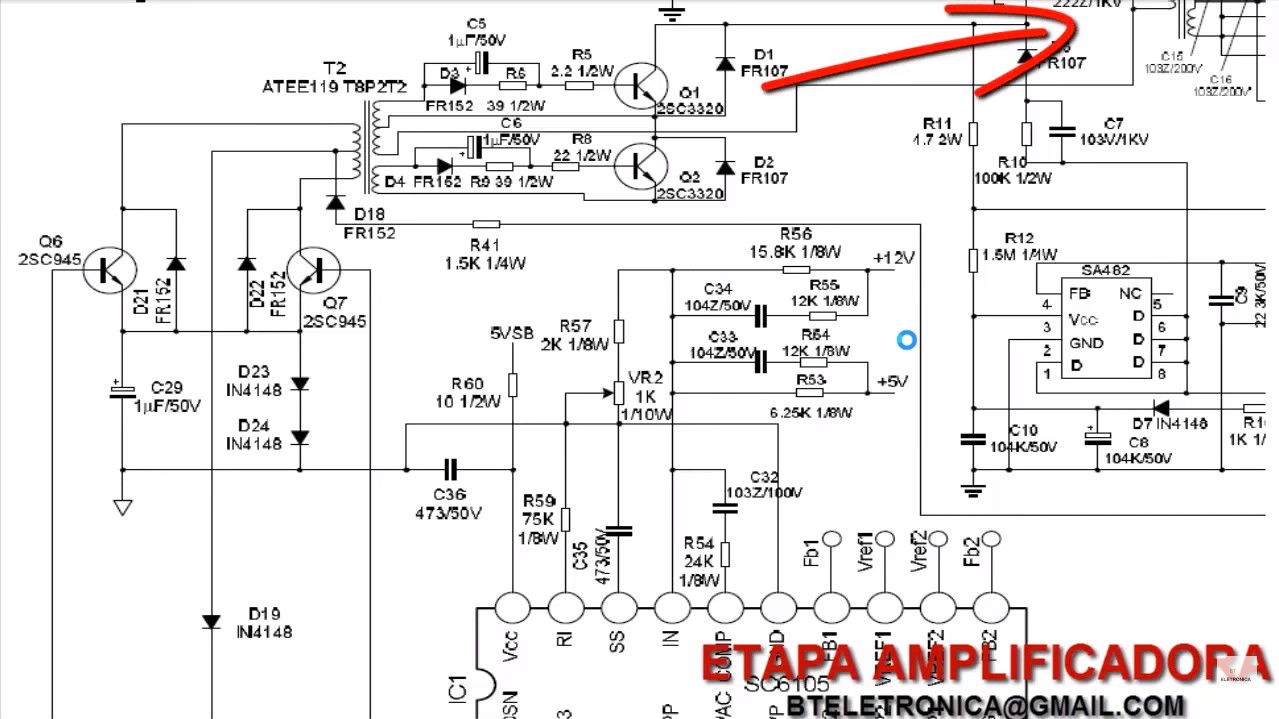 222Z/1KV
C5
1µF/50V
T2
ATEE119 T8P2T2
D3
R6
R5
2.2 1/2W
D1
FR107
FR107
C15
103Z/200V
C16
103Z/200V
FR152
39 1/2W
Q1
2SC3320
C6
1µF/50V
R8
22 1/2W
R11
4.7 2W
C7
103V/1KV
D4
FR152
R9 39 1/2W
Q2
2SC3320
D2
FR107
R10
100K 1/2W
D18
FR152
Q6
2SC945
R41
1.5K 1/4W
R56
15.8K 1/8W
+12V
R12
1.5M 1/4W
SA482
D21
FR152
D22
FR152
Q7
2SC945
C34
104Z/50V
R55
12K 1/8W
FB
NC
4
5
Vcc
D
3
6
GND
D
2
7
D
D
1
8
C9
22.3K/50V
5VSB
R57
2K 1/8W
C33
104Z/50V
R54
12K 1/8W
D23
IN4148
C29
1µF/50V
R60
10 1/2W
VR2
1K
1/10W
R53
6.25K 1/8W
+5V
D24
IN4148
C10
104K/50V
C8
104K/50V
D7 IN4148
1K 1/
C36
473/50V
R59
75K
1/8W
C35
473/50V
C32
103Z/100V
R54
24K
1/8W
Fb1
Vref1
Vref2
Fb2
D19
IN4148
Vcc
RI
SS
IN
COMP
FB1
VREF2
FB2
IC1
SC6105
ETAPA AMPLIFICADORA
ELETRONICA
BTELETRONICA@GMAIL.COM